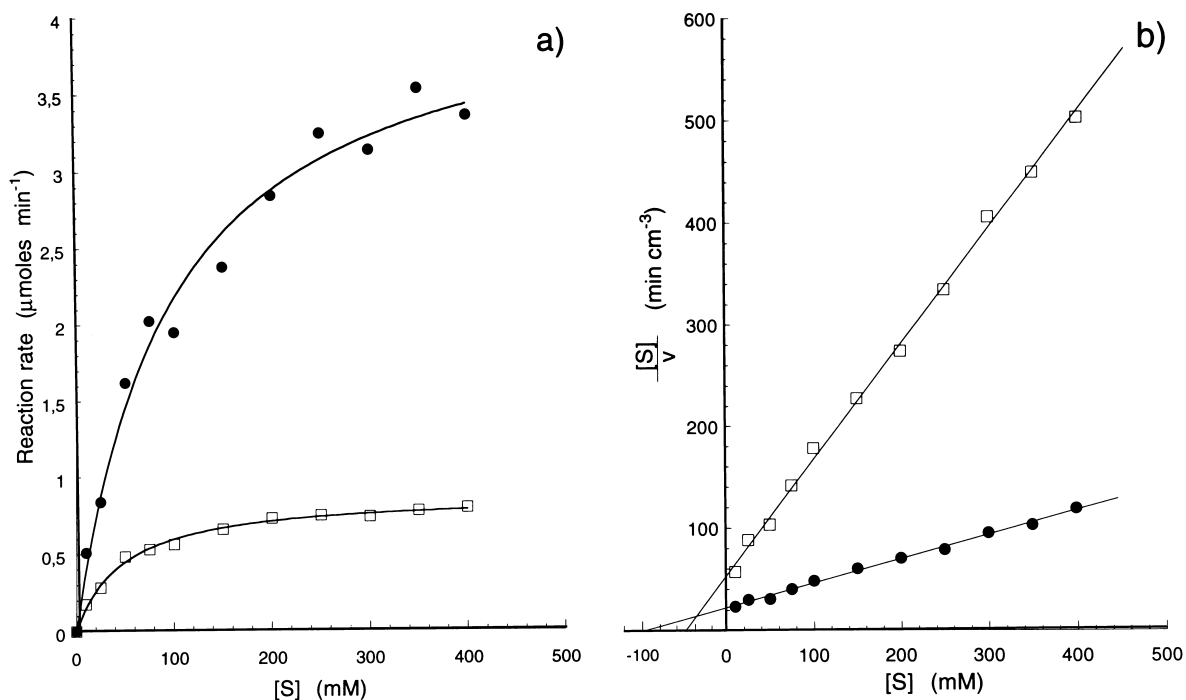 a)
4
3,5
3
2,5
2
1,5
1
0,5
0
Reaction rate (μmoles min⁻¹)
0 100 200 300 400 500
[S] (mM)
b)
600
500
400
300
200
100
0
[S]
v
(min cm⁻³)
-100 0 100 200 300 400 500
[S] (mM)